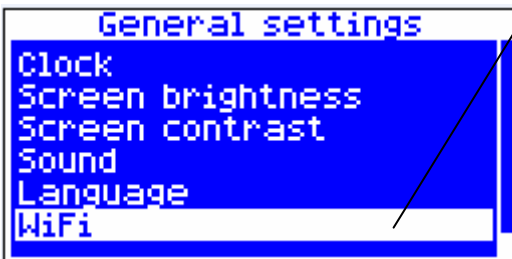 General settings
Clock
Screen brightness
Screen contrast
Sound
Language
WiFi